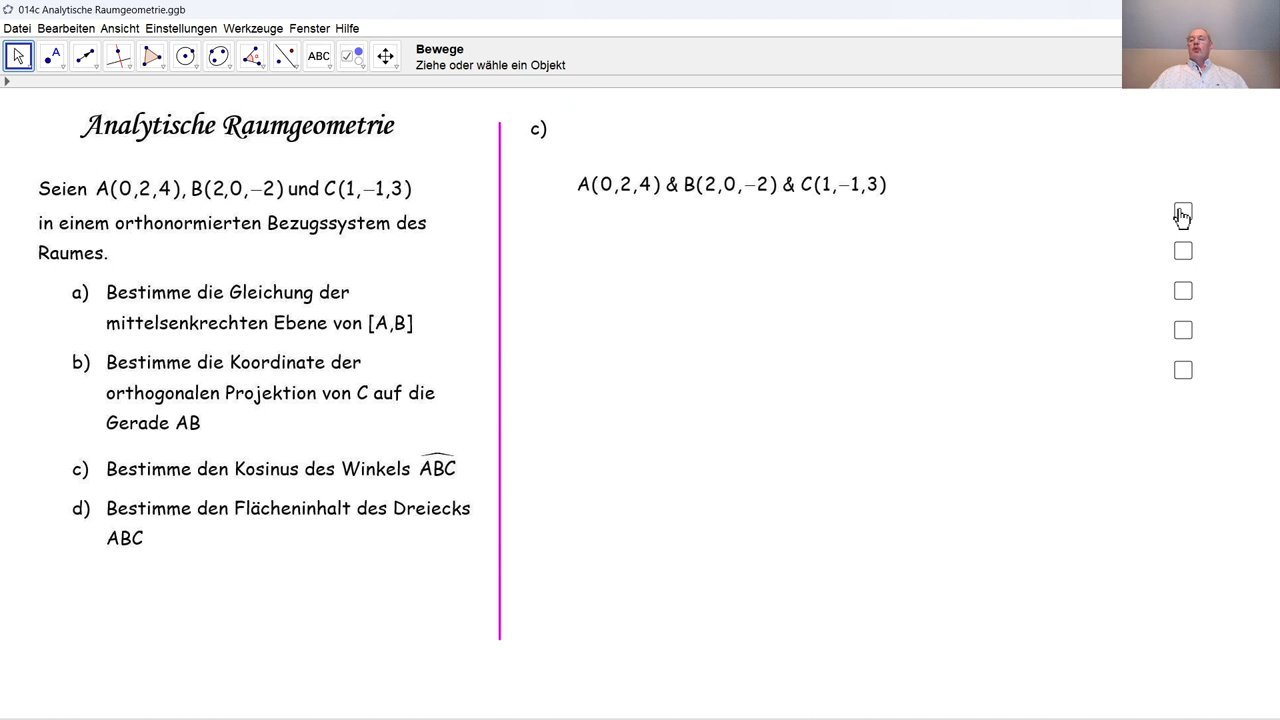 014c Analytische Raumgeometrie.ggb
Datei Bearbeiten Ansicht Einstellungen Werkzeuge Fenster Hilfe
A
ABC
Bewege
Ziehe oder wähle ein Objekt
Analytische Raumgeometrie
Seien A(0,2,4), B(2,0,−2) und C(1,−1,3)
in einem orthonormierten Bezugssystem des
Raumes.
a) Bestimme die Gleichung der
mittelsenkrechten Ebene von [A,B]
b) Bestimme die Koordinate der
orthogonalen Projektion von C auf die
Gerade AB
c) Bestimme den Kosinus des Winkels ABC
d) Bestimme den Flächeninhalt des Dreiecks
ABC
c)
A(0,2,4) & B(2,0,−2) & C(1,−1,3)